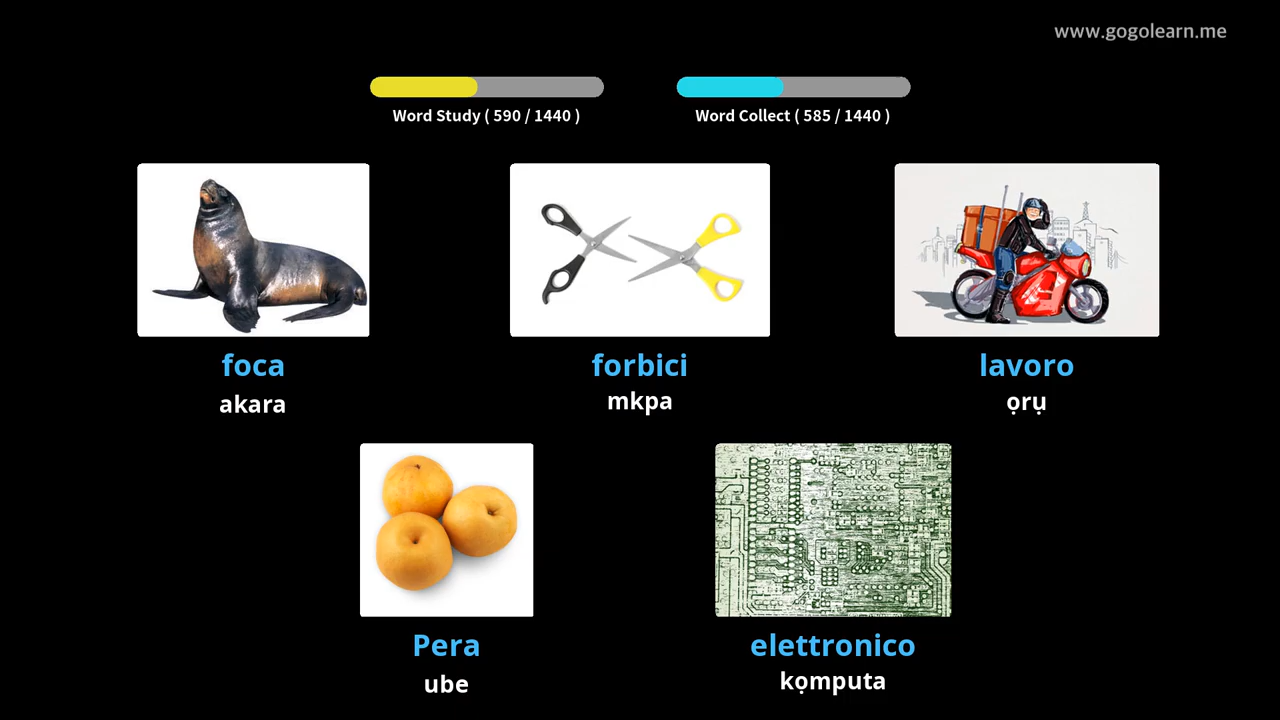 www.gogolearn.me
Word Study ( 590 / 1440 )
Word Collect ( 585 / 1440 )
foca
akara
forbici
mkpa
lavoro
ọrụ
Pera
ube
elettronico
kọmputa